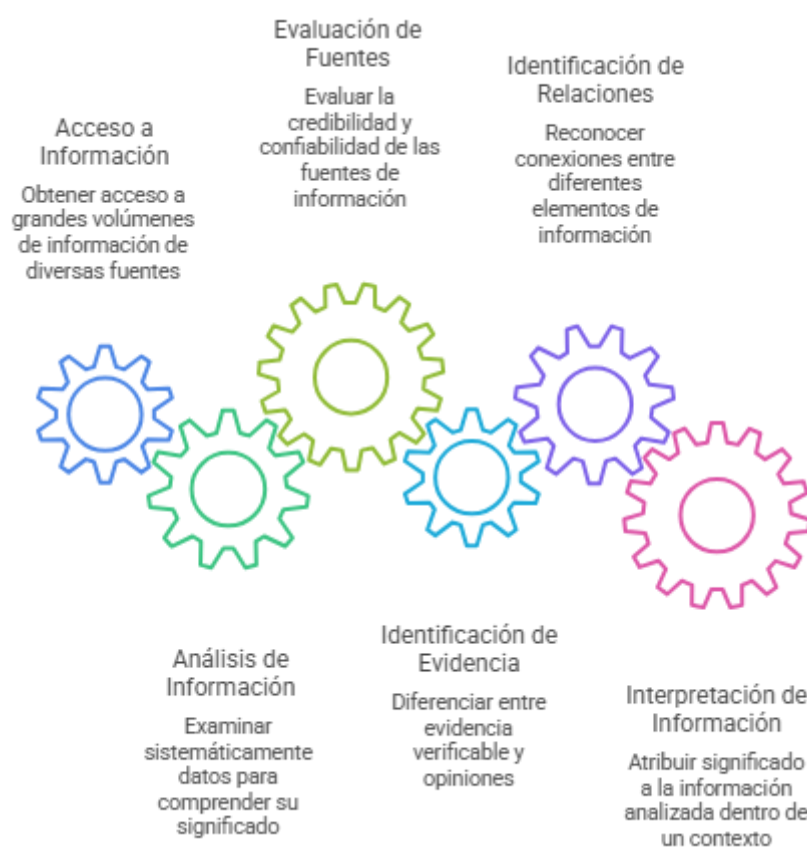 Acceso a
Información
Obtener acceso a
grandes volúmenes
de información de
diversas fuentes
Análisis de
Información
Examinar
sistemáticamente
datos para
comprender su
significado
Evaluación de
Fuentes
Evaluar la
credibilidad y
confiabilidad de las
fuentes de
información
Identificación de
Evidencia
Diferenciar entre
evidencia
verificable y
opiniones
Identificación de
Relaciones
Reconocer
conexiones entre
diferentes
elementos de
información
Interpretación de
Información
Atribuir significado
a la información
analizada dentro de
un contexto